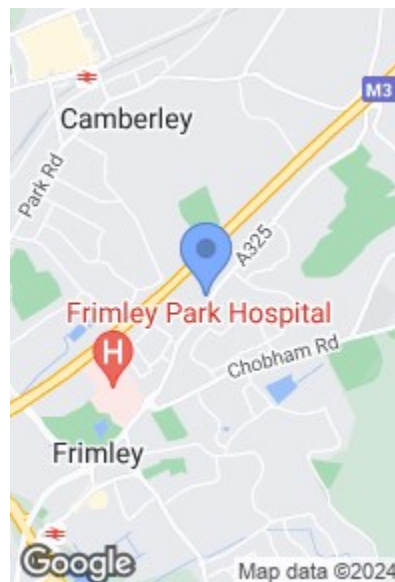 M3
Camberley
Park Rd
A325
Frimley Park Hospital
H
Chobham Rd
Frimley
Google
Map data ©2024